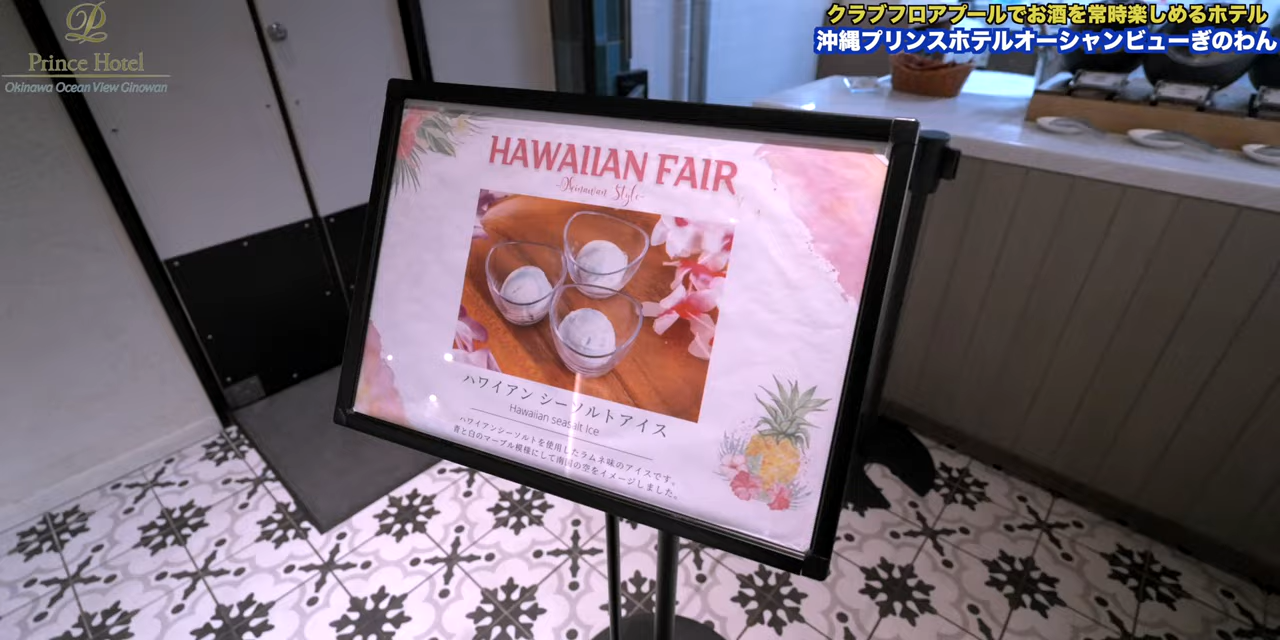 Prince Hotel
Okinawa Ocean View Ginowan
クラブフロアプールでお酒を常時楽しめるホテル
沖縄プリンスホテルオーシャンビューぎのわん
HAWAIIAN FAIR
-Okinawan Style-
ハワイアン シーソルトアイス
Hawaiian seasalt Ice
ハワイアンシーソルトを使用したラムネ味のアイスです。
青と白のマーブル模様にして南国の空をイメージしました。